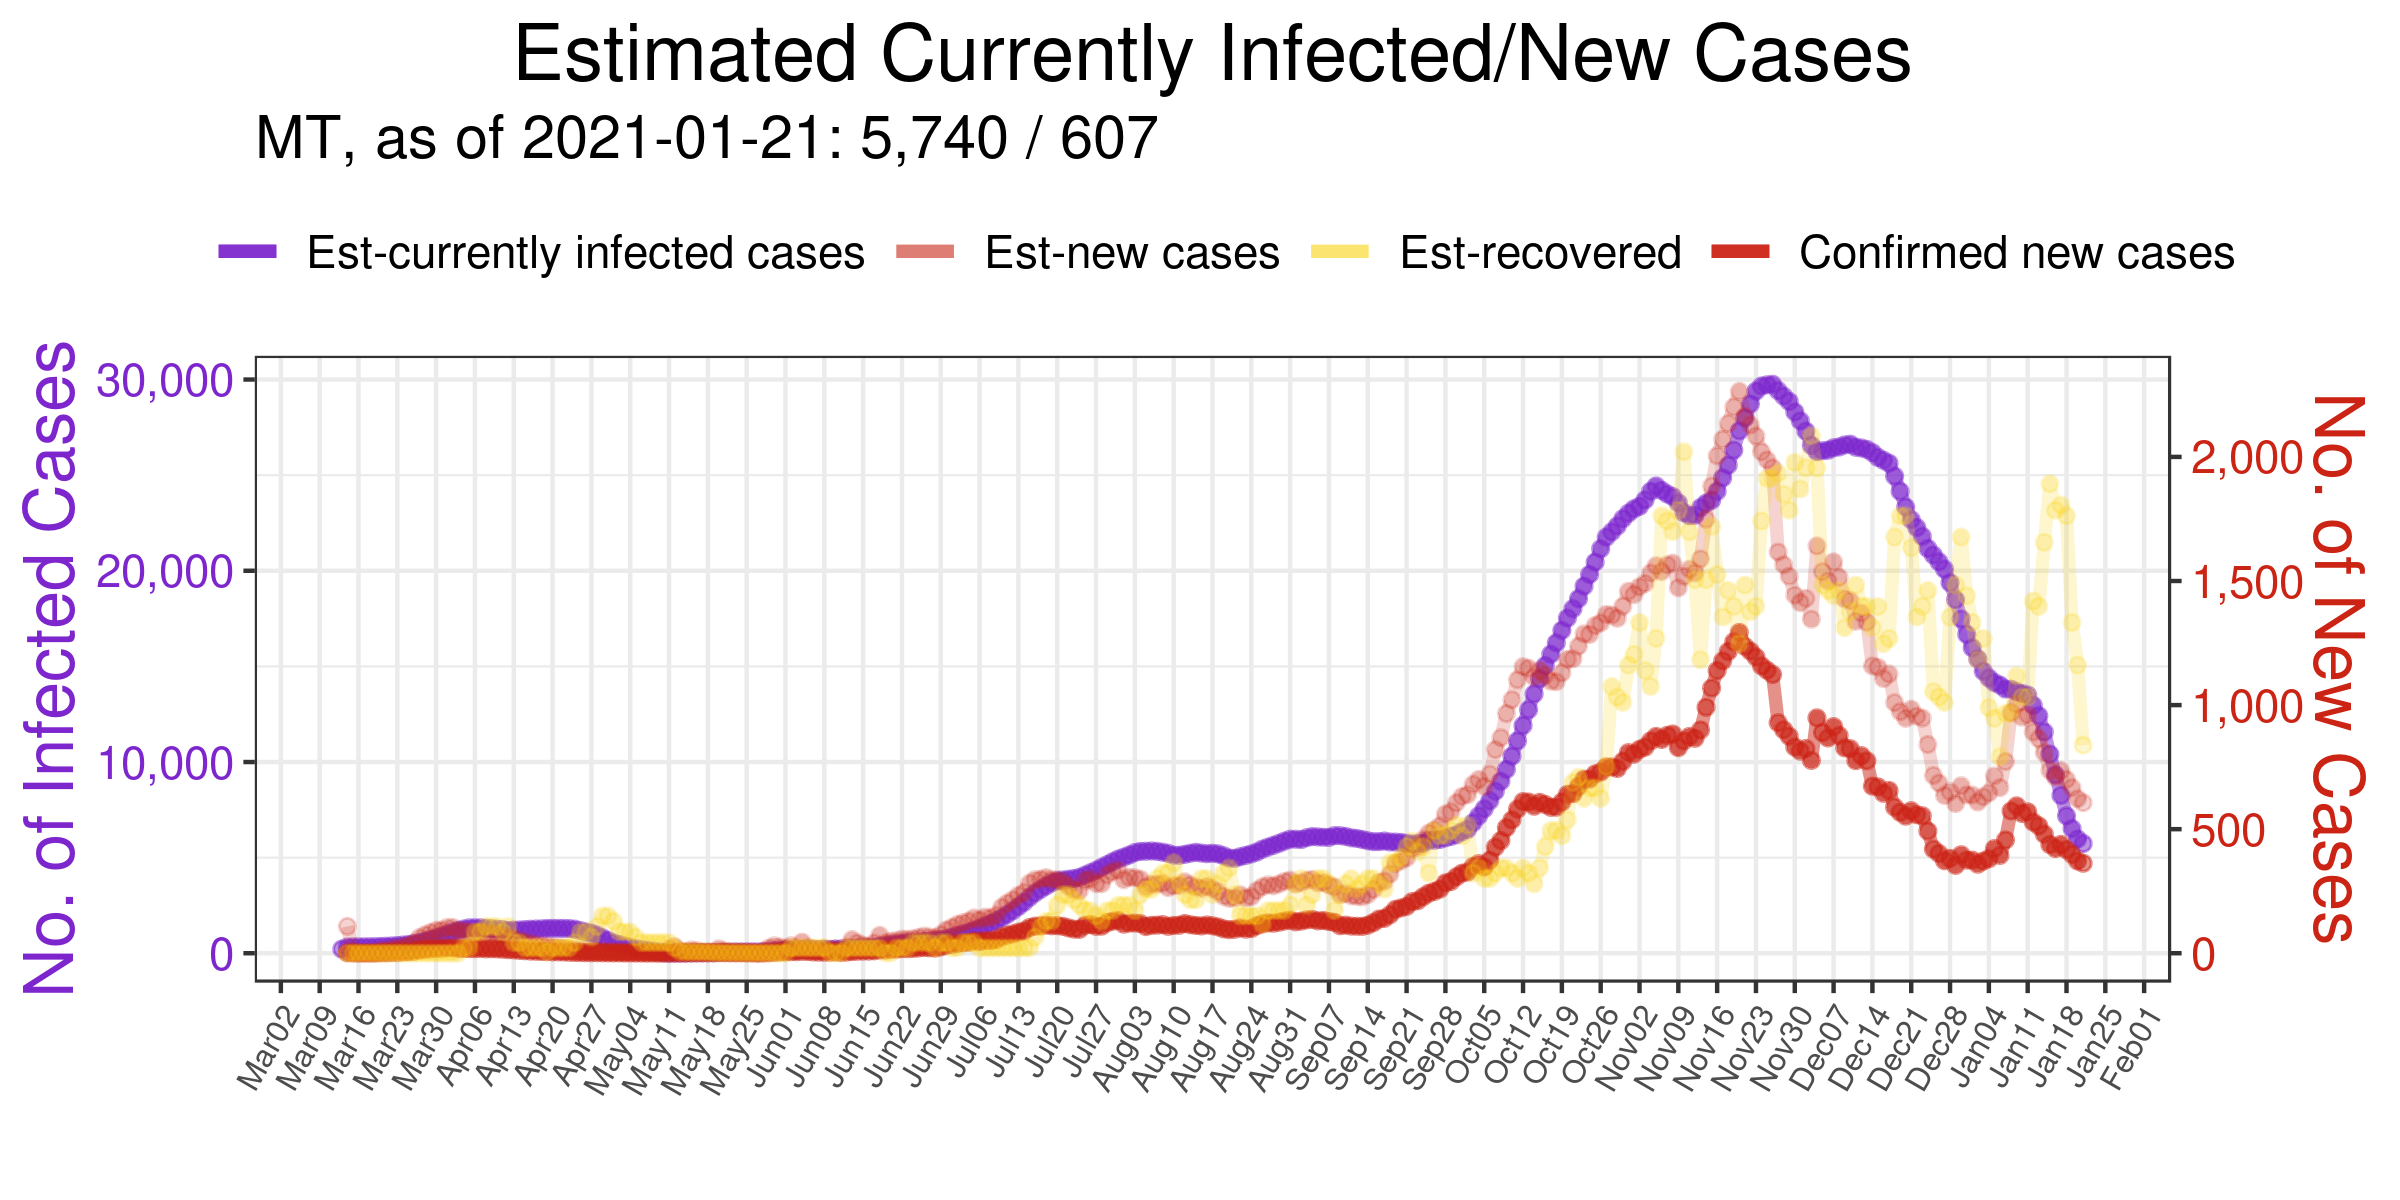 Estimated Currently Infected/New Cases
MT, as of 2021-01-21: 5,740 / 607
Est-currently infected cases Est-new cases Est-recovered Confirmed new cases
No. of Infected Cases
30,000
20,000
10,000
0
2,000
1,500
1,000
500
0
No. of New Cases
Mar02 Mar09 Mar16 Mar23 Mar30 Apr06 Apr13 Apr20 Apr27 May04 May11 May18 May25 Jun01 Jun08 Jun15 Jun22 Jun29 Jul06 Jul13 Jul20 Jul27 Aug03 Aug10 Aug17 Aug24 Aug31 Sep07 Sep14 Sep21 Sep28 Oct05 Oct12 Oct19 Oct26 Nov02 Nov09 Nov16 Nov23 Nov30 Dec07 Dec14 Dec21 Dec28 Jan04 Jan11 Jan18 Jan25 Feb01